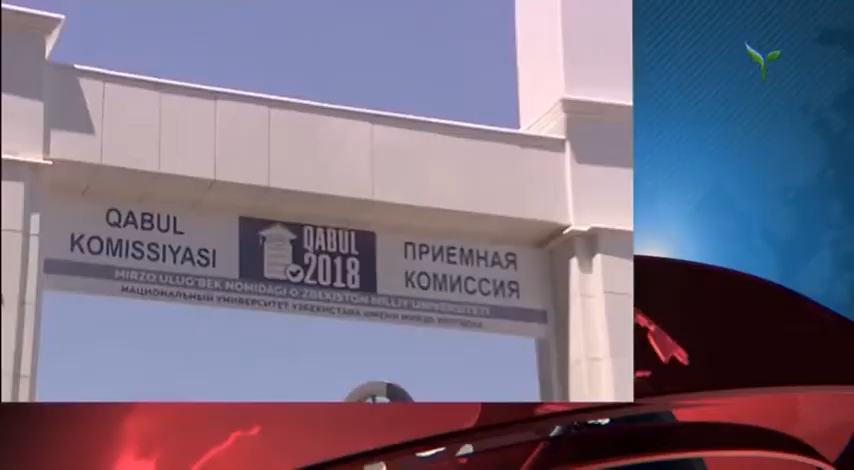 QABUL
KOMISSIYASI
QABUL
2018
ПРИЕМНАЯ
КОМИССИЯ
MIRZO ULUG'BEK NOMIDAGI O'ZBEKISTON MILLIY UNIVERSITETI
НАЦИОНАЛЬНЫЙ УНИВЕРСИТЕТ УЗБЕКИСТАНА ИМЕНИ МИРЗО УЛУГБЕКА